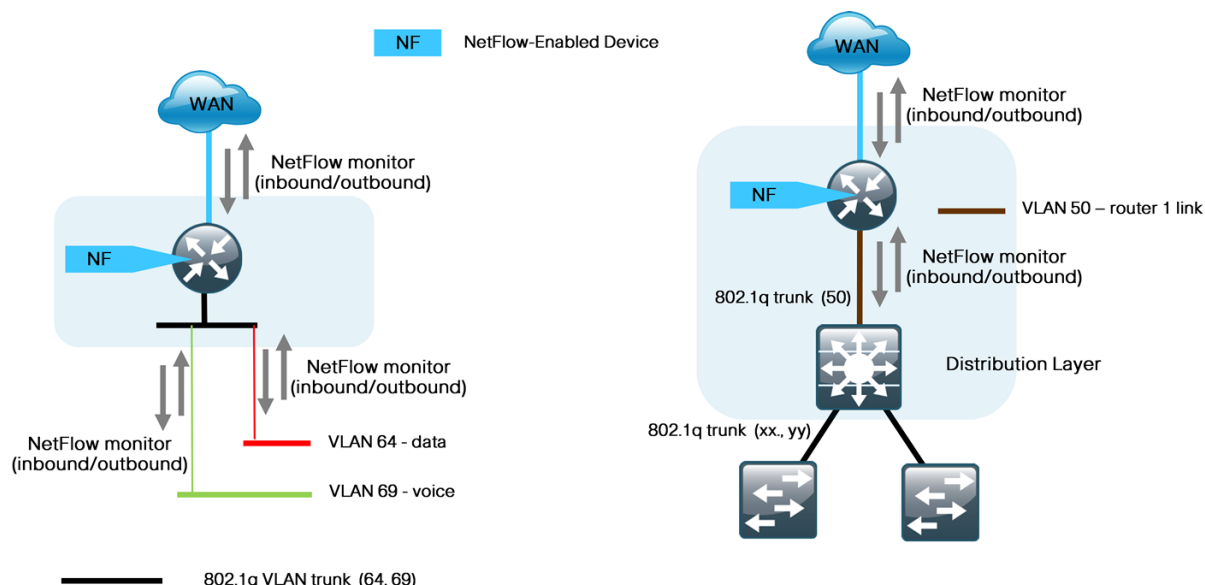 NF
NetFlow-Enabled Device
WAN
NetFlow monitor
(inbound/outbound)
NF
NetFlow monitor
(inbound/outbound)
NetFlow monitor
(inbound/outbound)
VLAN 64 - data
VLAN 69 - voice
802.1q VLAN trunk (64, 69)
WAN
NetFlow monitor
(inbound/outbound)
NF
VLAN 50 – router 1 link
NetFlow monitor
(inbound/outbound)
802.1q trunk (50)
Distribution Layer
802.1q trunk (xx., yy)